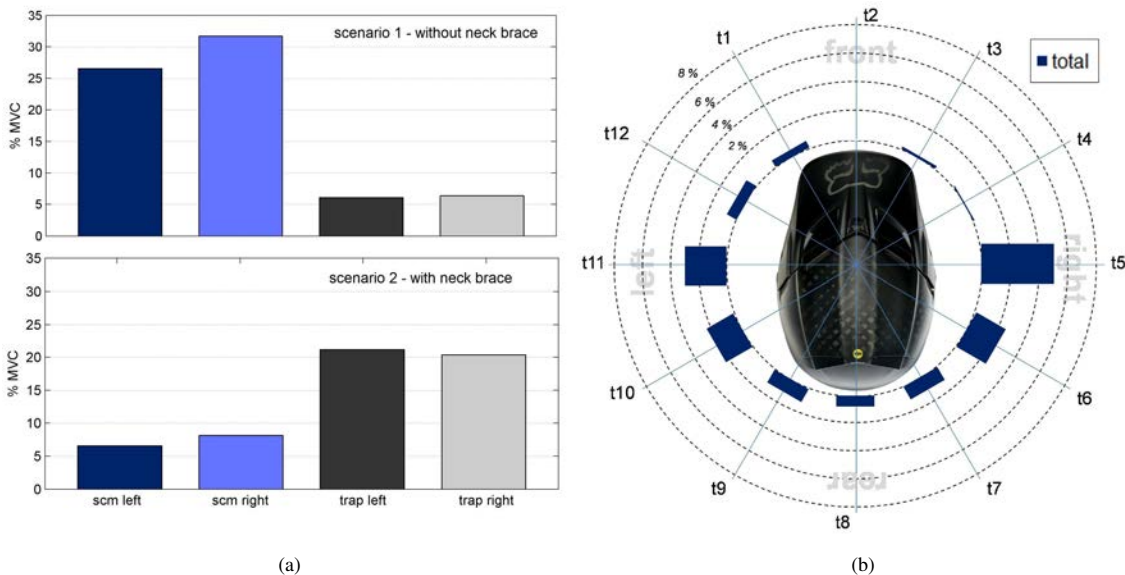 35
30
25
20
15
10
5
0
% MVC
scenario 1 - without neck brace
35
30
25
20
15
10
5
0
% MVC
scenario 2 - with neck brace
scm left
scm right
trap left
trap right
(a)
t2
t1
t3
front
total
8 %
6 %
4 %
2 %
t12
t4
t11
left
right
t5
t10
t6
t9
rear
t7
t8
(b)